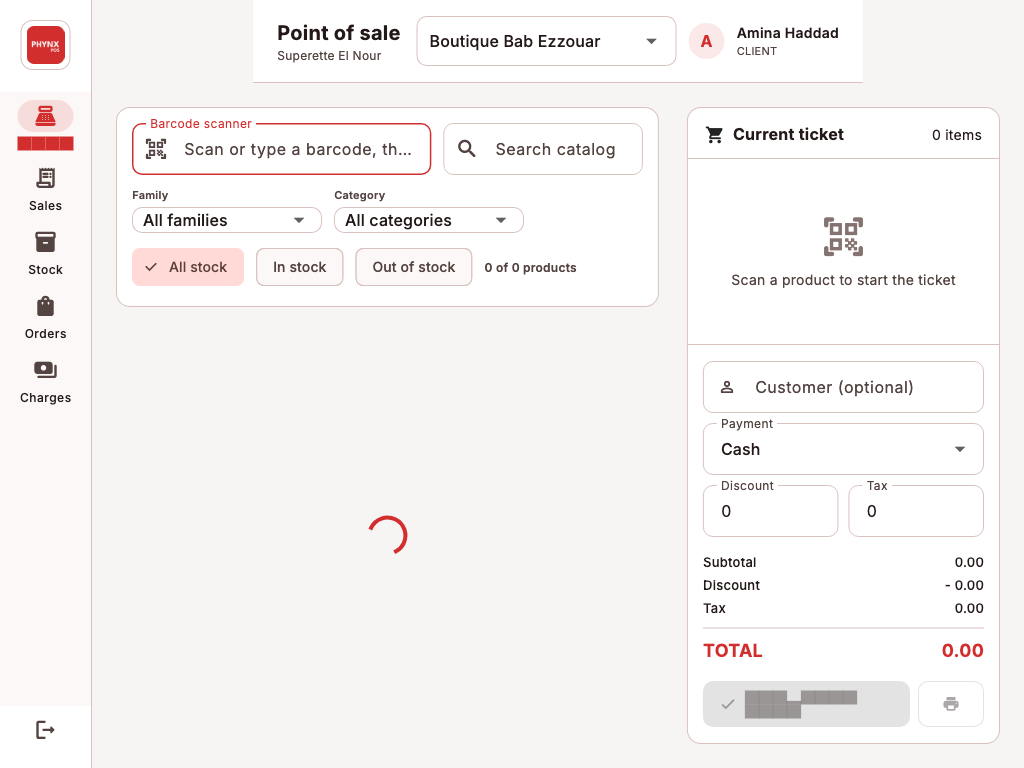 PHYNX
POS
Point of sale
Superette El Nour
Boutique Bab Ezzouar
A
Amina Haddad
CLIENT
Sales
Stock
Orders
Charges
Barcode scanner
Scan or type a barcode, th...
Search catalog
Family
All families
Category
All categories
All stock
In stock
Out of stock
0 of 0 products
Current ticket
0 items
Scan a product to start the ticket
Customer (optional)
Payment
Cash
Discount
0
Tax
0
Subtotal
0.00
Discount
- 0.00
Tax
0.00
TOTAL
0.00